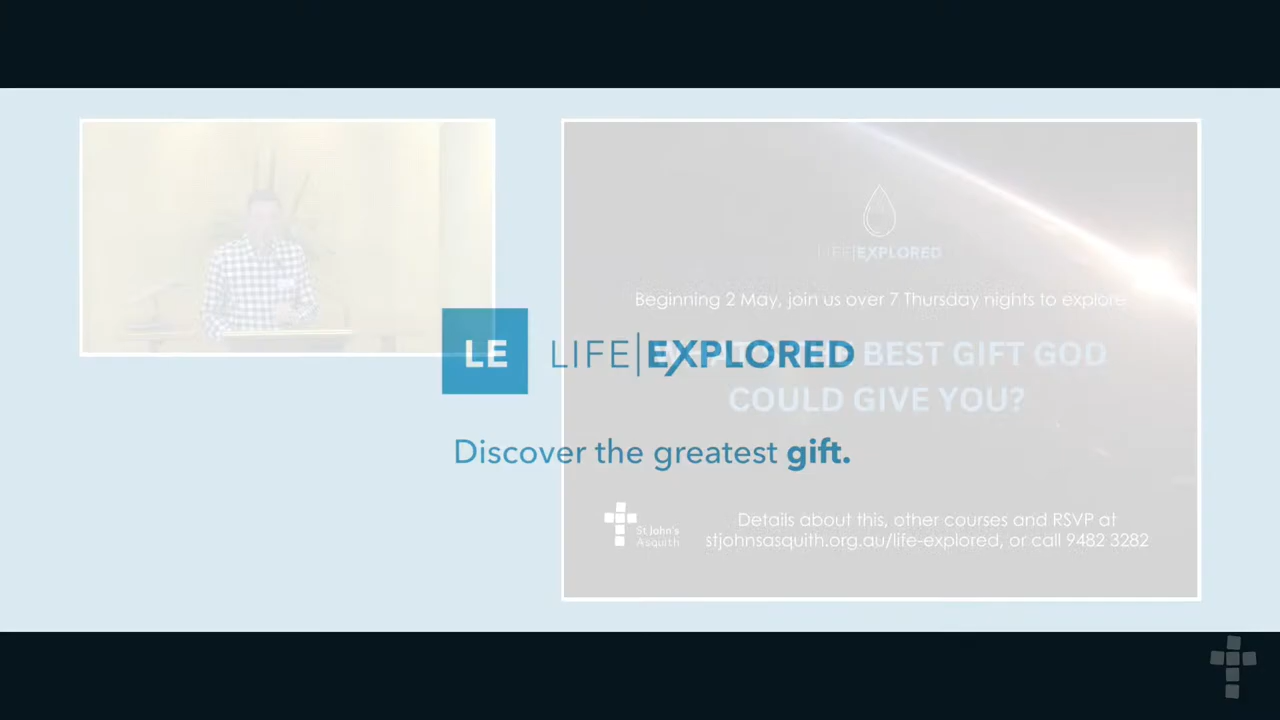 LIFE|EXPLORED
Beginning 2 May, join us over 7 Thursday nights to explore
WHAT'S THE BEST GIFT GOD
COULD GIVE YOU?
LE LIFE|EXPLORED
Discover the greatest gift.
St John's
Asquith
Details about this, other courses and RSVP at
stjohnsasquith.org.au/life-explored, or call 9482 3282